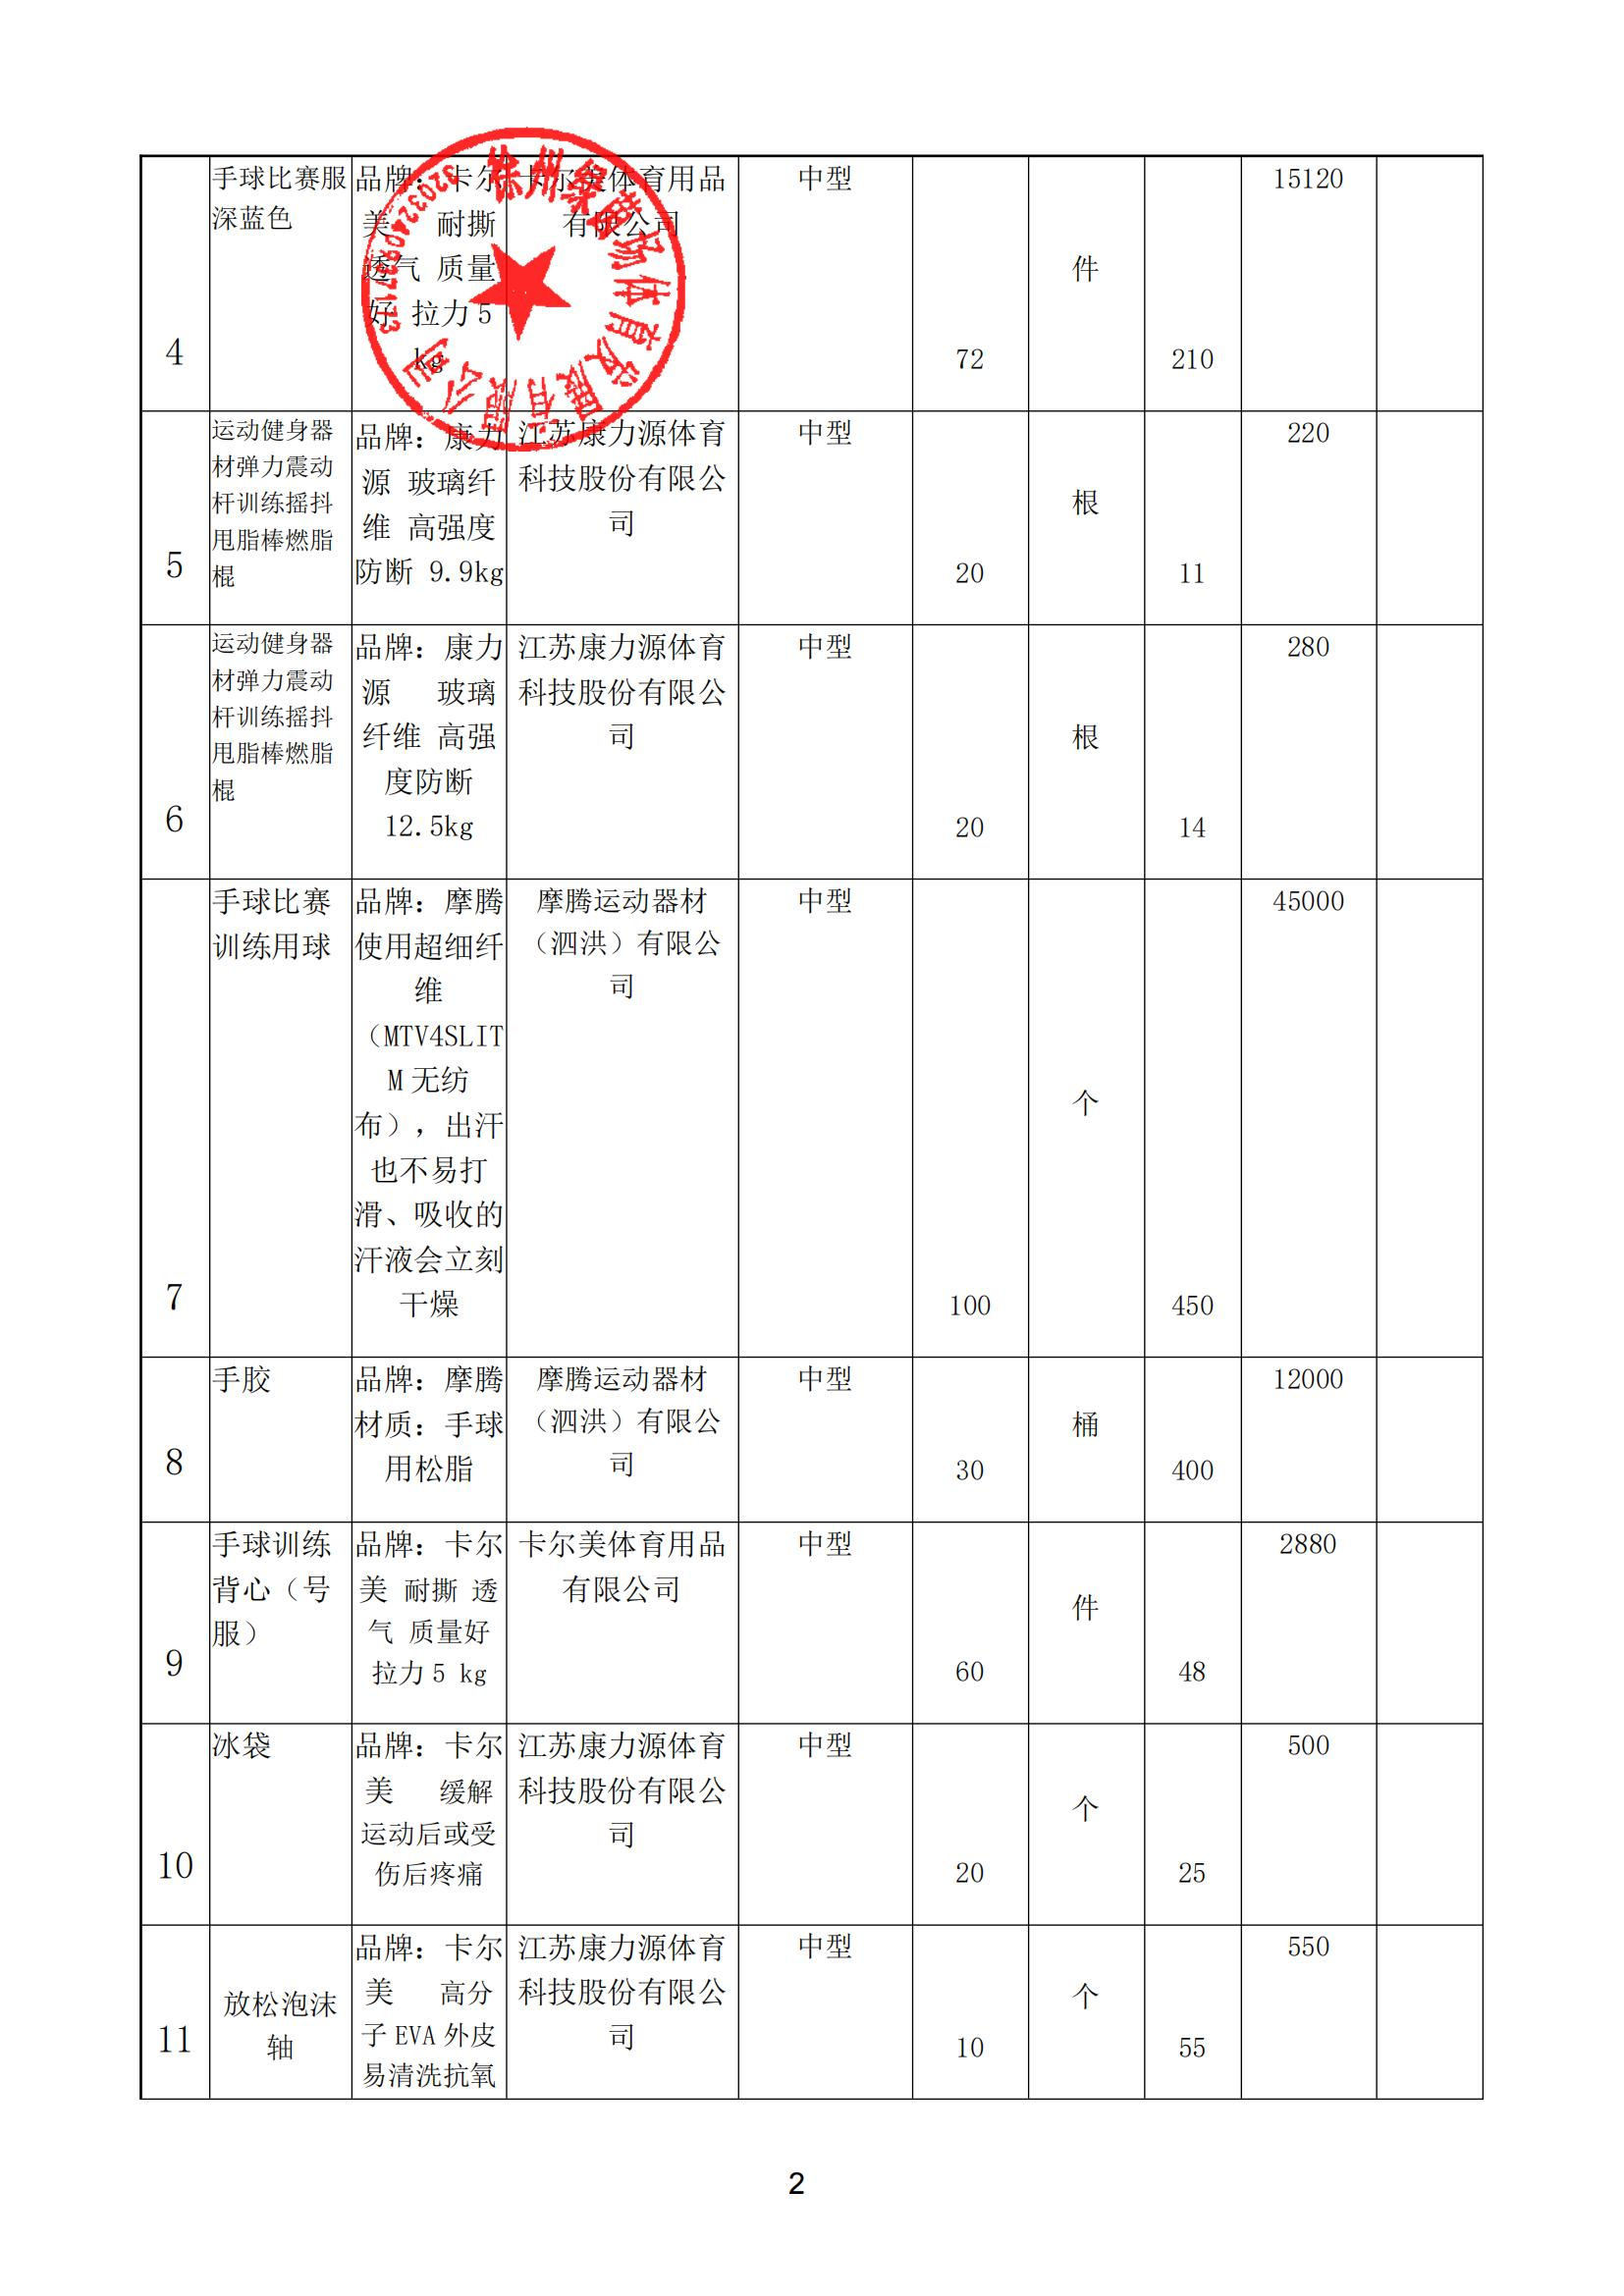 4
手球比赛服
深蓝色
品牌：卡尔
美 耐撕
透气 质量
好 拉力 5
kg
卡尔美体育用品
有限公司
中型
72
件
210
15120
3203240937113
5
运动健身器
材弹力震动
杆训练摇抖
甩脂棒燃脂
棍
品牌：康力
源 玻璃纤
维 高强度
防断 9.9kg
江苏康力源体育
科技股份有限公
司
中型
20
根
11
220
6
运动健身器
材弹力震动
杆训练摇抖
甩脂棒燃脂
棍
品牌：康力
源 玻璃
纤维 高强
度防断
12.5kg
江苏康力源体育
科技股份有限公
司
中型
20
根
14
280
7
手球比赛
训练用球
品牌：摩腾
使用超细纤
维
（MTV4SLIT
M 无纺
布），出汗
也不易打
滑、吸收的
汗液会立刻
干燥
摩腾运动器材
（泗洪）有限公
司
中型
100
个
450
45000
8
手胶
品牌：摩腾
材质：手球
用松脂
摩腾运动器材
（泗洪）有限公
司
中型
30
桶
400
12000
9
手球训练
背心（号
服）
品牌：卡尔
美 耐撕 透
气 质量好
拉力 5 kg
卡尔美体育用品
有限公司
中型
60
件
48
2880
10
冰袋
品牌：卡尔
美 缓解
运动后或受
伤后疼痛
江苏康力源体育
科技股份有限公
司
中型
20
个
25
500
11
放松泡沫
轴
品牌：卡尔
美 高分
子 EVA 外皮
易清洗抗氧
江苏康力源体育
科技股份有限公
司
中型
10
个
55
550
2